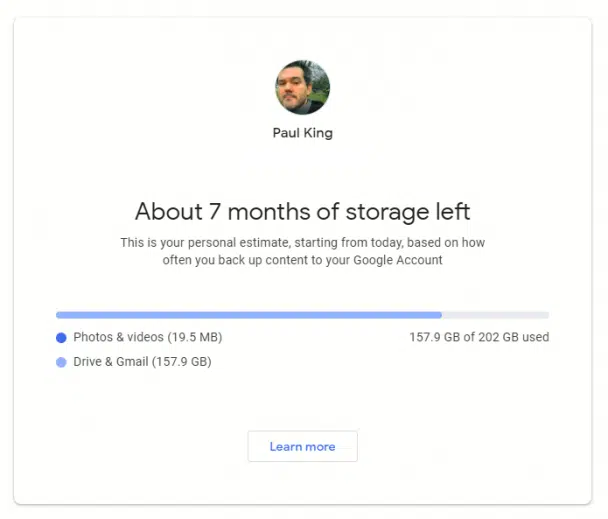 Paul King
About 7 months of storage left
This is your personal estimate, starting from today, based on how
often you back up content to your Google Account
Photos & videos (19.5 MB)
157.9 GB of 202 GB used
Drive & Gmail (157.9 GB)
Learn more